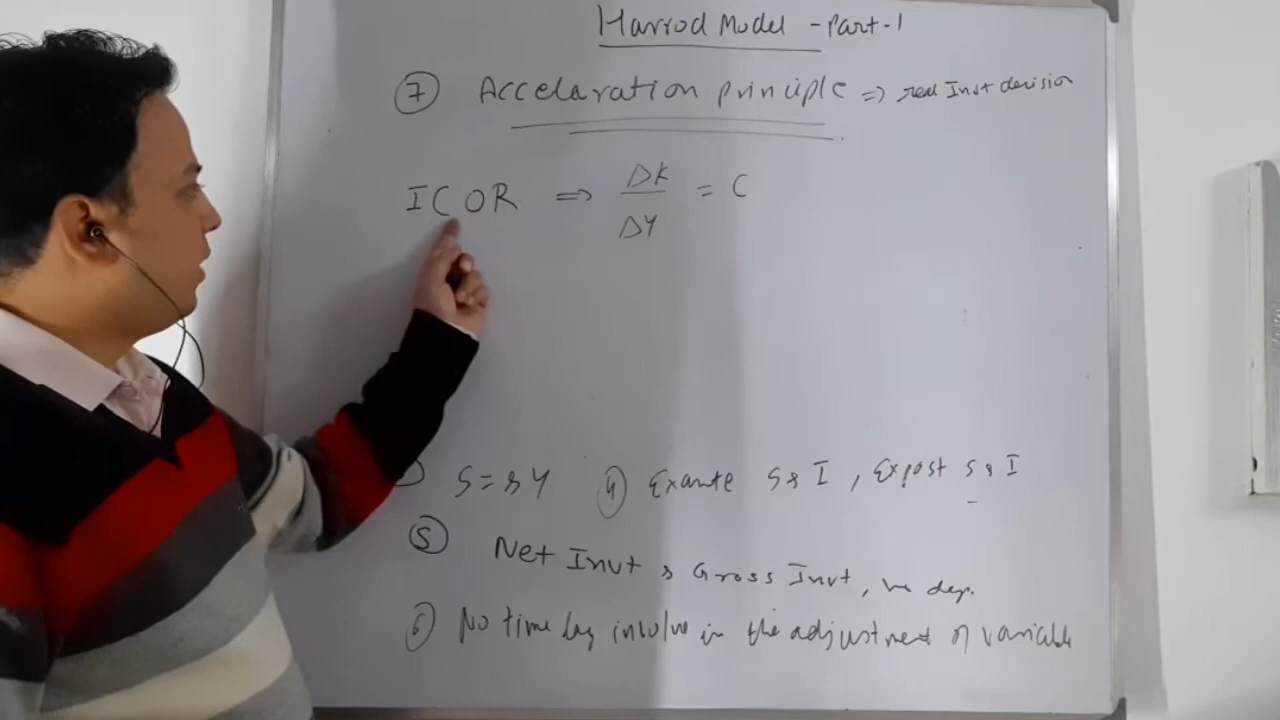 Harrod Model - Part-1
⑦ Accelaration principle => real Invt decision
ICOR => ΔK/ΔY = C
S = sY ④ Exante S & I, Expost S & I
⑤ Net Invt & Gross Invt, no dep.
⑥ No time lag involve in the adjustment of variable